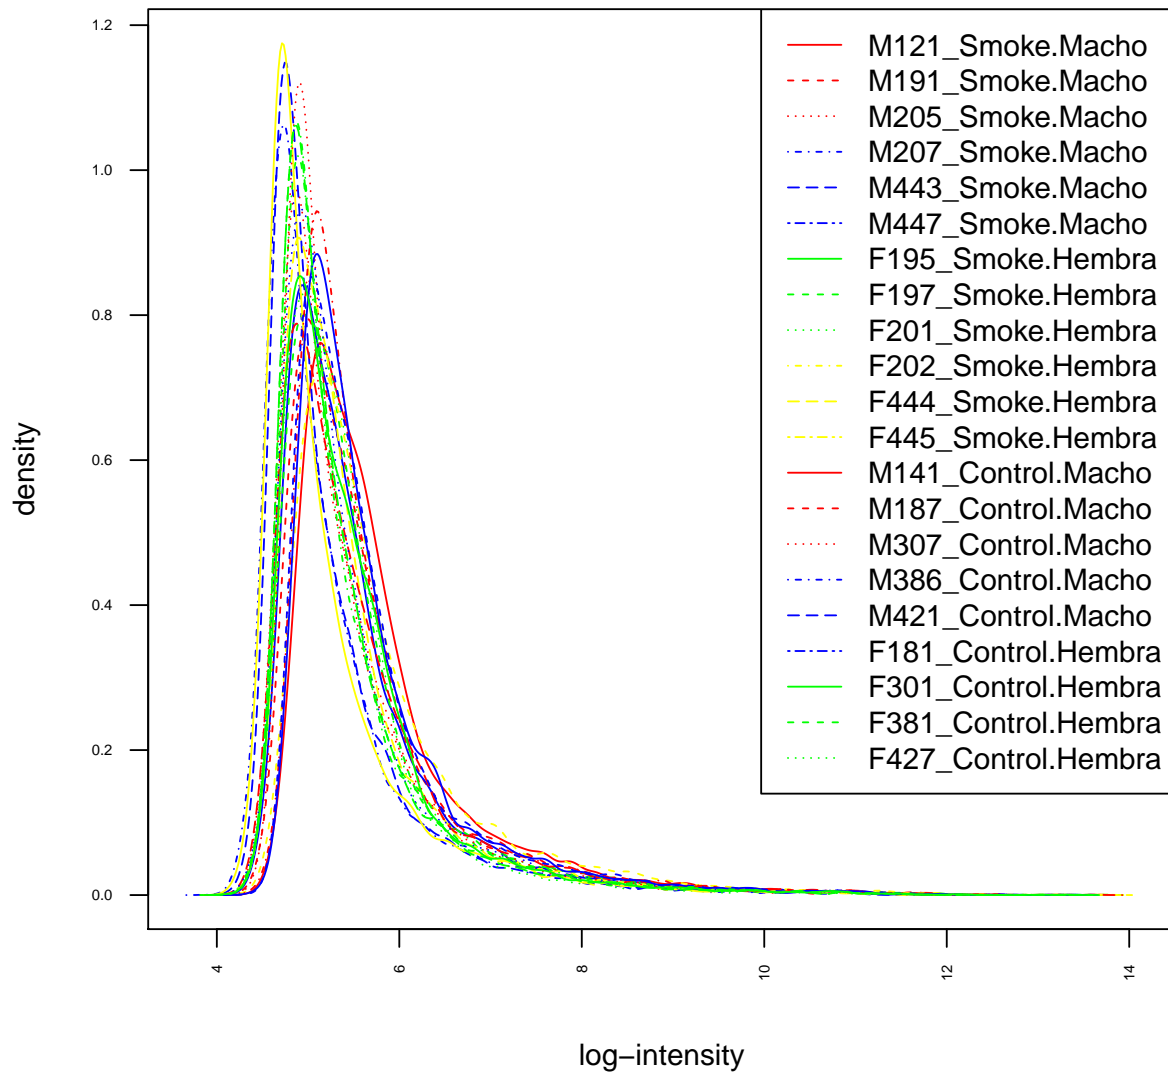 1.2
1.0
0.8
0.6
0.4
0.2
0.0
density
M121_Smoke.Macho
M191_Smoke.Macho
M205_Smoke.Macho
M207_Smoke.Macho
M443_Smoke.Macho
M447_Smoke.Macho
F195_Smoke.Hembra
F197_Smoke.Hembra
F201_Smoke.Hembra
F202_Smoke.Hembra
F444_Smoke.Hembra
F445_Smoke.Hembra
M141_Control.Macho
M187_Control.Macho
M307_Control.Macho
M386_Control.Macho
M421_Control.Macho
F181_Control.Hembra
F301_Control.Hembra
F381_Control.Hembra
F427_Control.Hembra
4 6 8 10 12 14
log−intensity